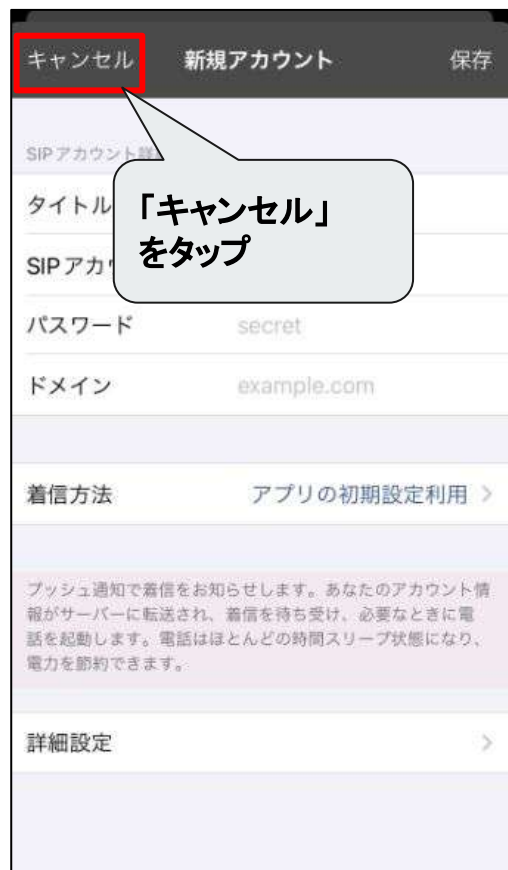 キャンセル 新規アカウント 保存
SIPアカウント
タイトル
「キャンセル」
をタップ
SIPアカ
パスワード secret
ドメイン example.com
着信方法 アプリの初期設定利用
プッシュ通知で着信をお知らせします。あなたのアカウント情
報がサーバーに転送され、着信を待ち受け、必要なときに電
話を起動します。電話はほとんどの時間スリープ状態になり、
電力を節約できます。
詳細設定